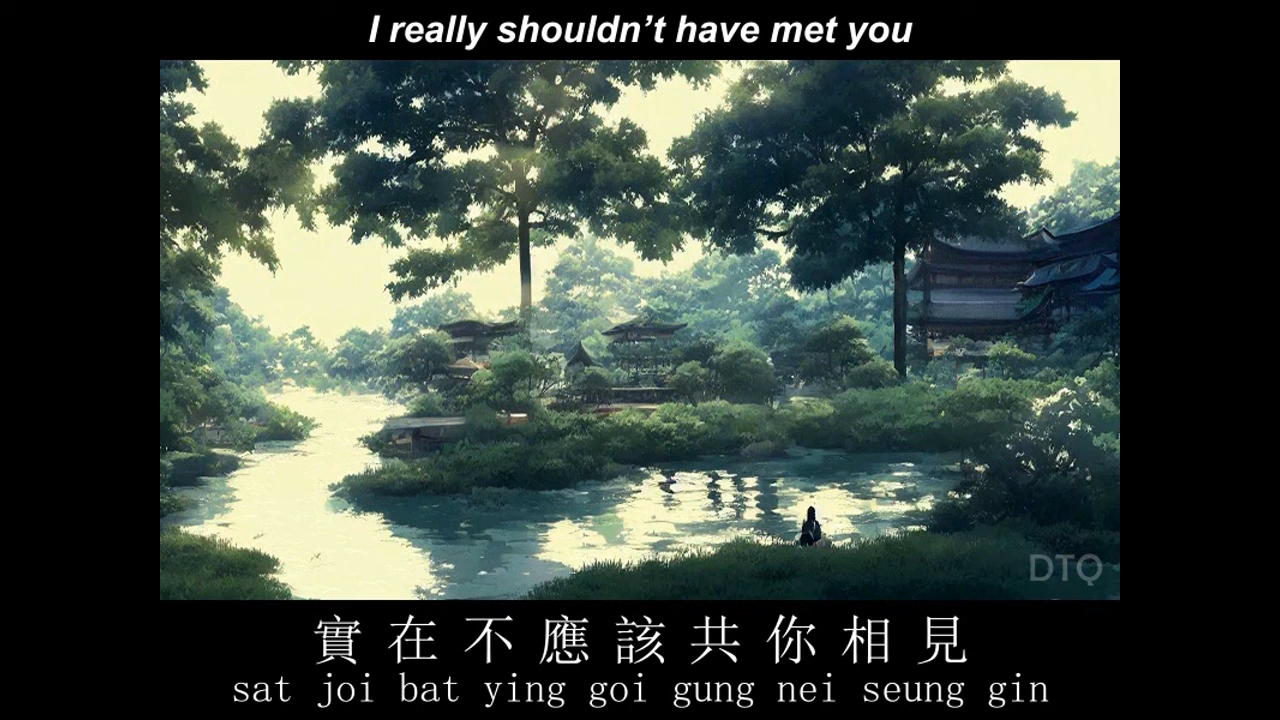 I really shouldn’t have met you
DTQ
實在不應該共你相見
sat joi bat ying goi gung nei seung gin